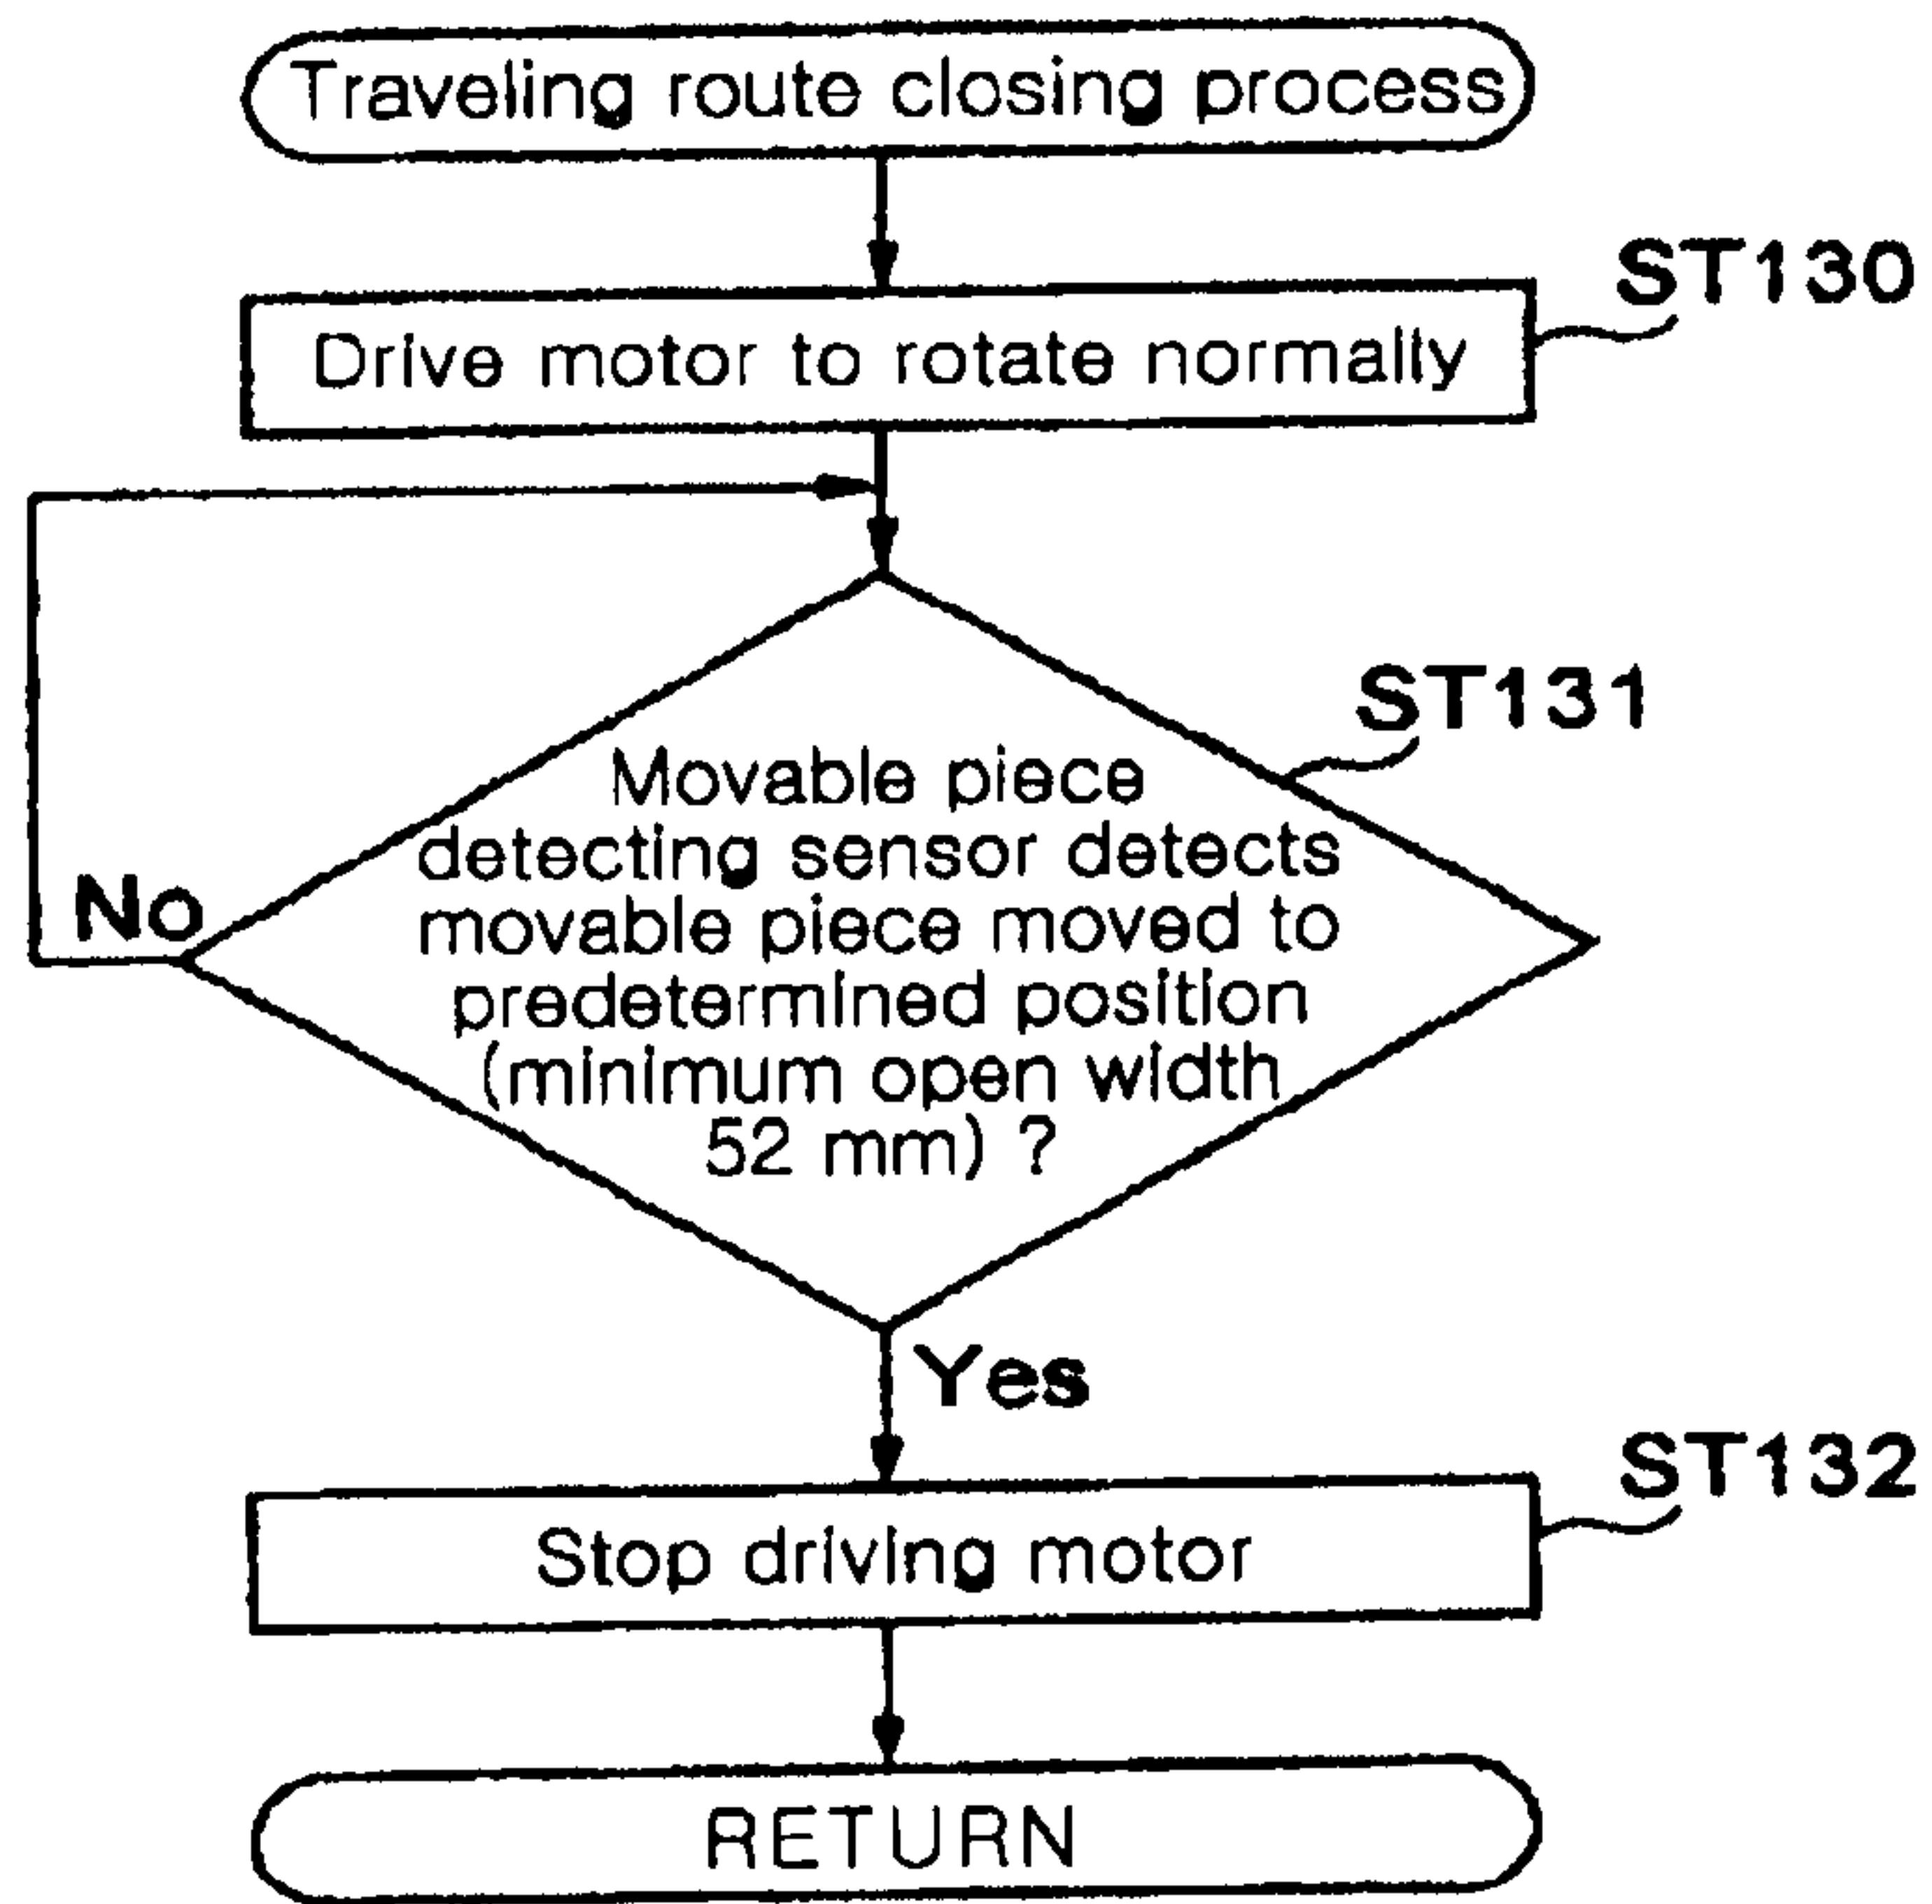 Traveling route closing process
ST130
Drive motor to rotate normally
ST131
Movable piece
detecting sensor detects
movable piece moved to
predetermined position
(minimum open width
52 mm) ?
No
Yes
ST132
Stop driving motor
RETURN